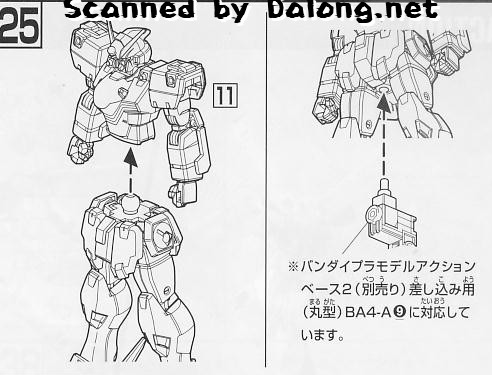 Scanned by Dalong.net
25
11
※バンダイプラモデルアクション
ベース2(別売り)差し込み用
(丸型)BA4-A❾に対応して
います。